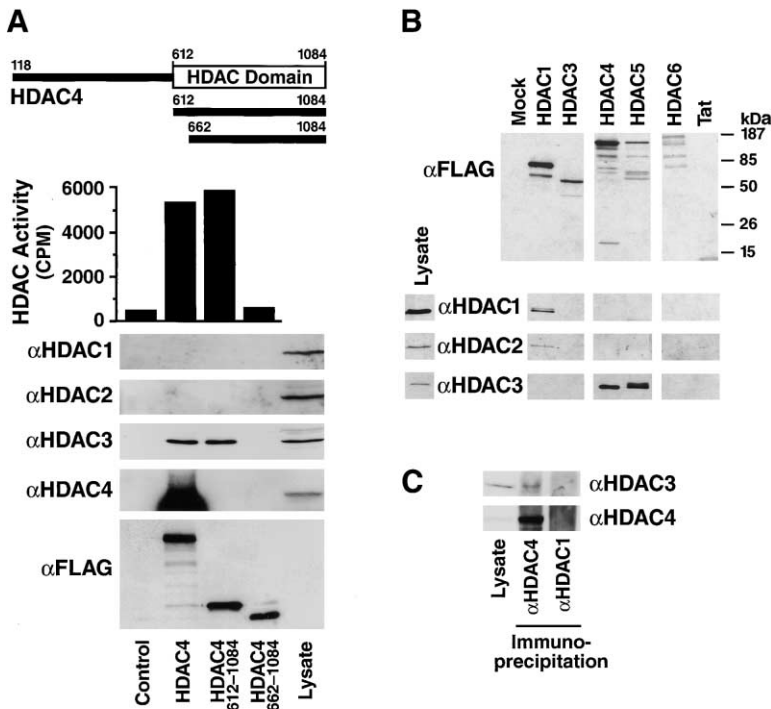 A
612 1084
118 HDAC Domain
HDAC4
612 1084
662 1084
HDAC Activity
(CPM)
6000
4000
2000
0
αHDAC1
αHDAC2
αHDAC3
αHDAC4
αFLAG
Control
HDAC4
HDAC4
612–1084
HDAC4
662–1084
Lysate
B
Mock
HDAC1
HDAC3
HDAC4
HDAC5
HDAC6
Tat
kDa
187
85
50
26
15
αFLAG
Lysate
αHDAC1
αHDAC2
αHDAC3
C
αHDAC3
αHDAC4
Lysate
αHDAC4
αHDAC1
Immuno-
precipitation